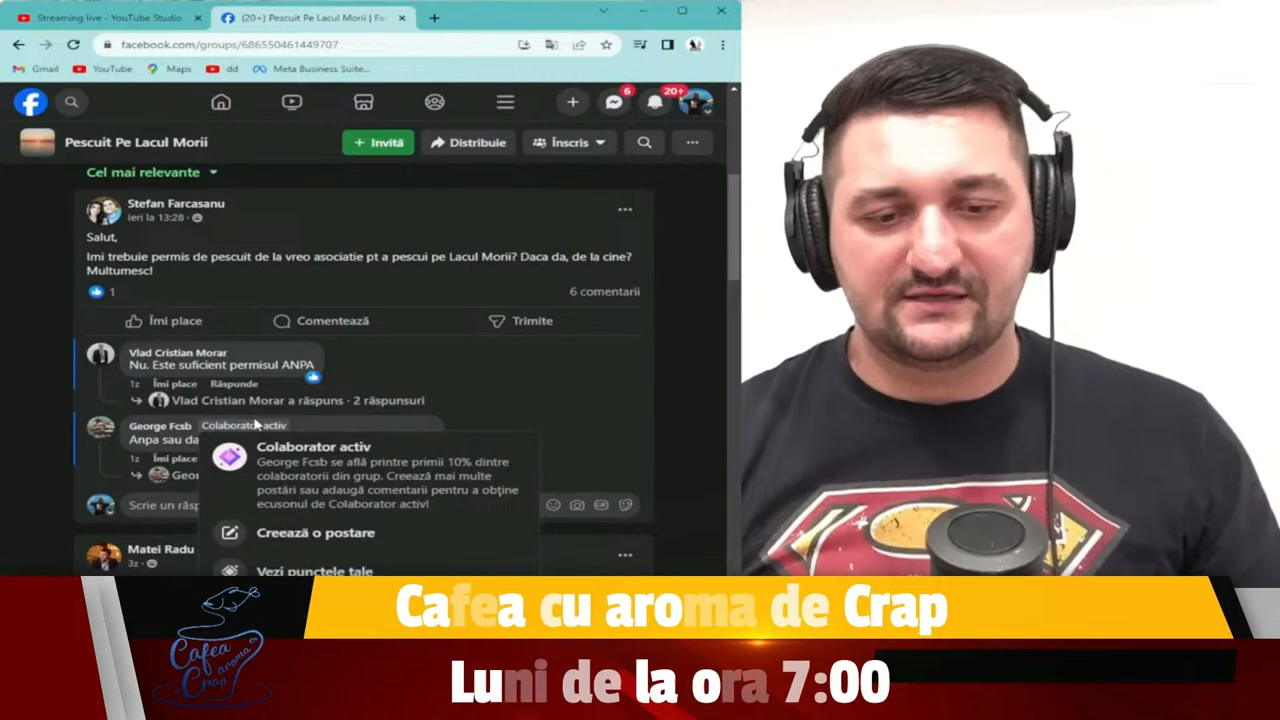 Streaming live - YouTube Studio
(20+) Pescuit Pe Lacul Morii | Fa
facebook.com/groups/686550461449707
Gmail
YouTube
Maps
dd
Meta Business Suite...
6
20+
Pescuit Pe Lacul Morii
+ Invită
Distribuie
Înscris
Cel mai relevante
Stefan Farcasanu
Ieri la 13:28
Salut,
Imi trebuie permis de pescuit de la vreo asociatie pt a pescui pe Lacul Morii? Daca da, de la cine?
Multumesc!
1
6 comentarii
Îmi place
Comentează
Trimite
Vlad Cristian Morar
Nu. Este suficient permisul ANPA
1z Îmi place Răspunde
Vlad Cristian Morar a răspuns · 2 răspunsuri
George Fcsb
Colaborator activ
Anpa sau da
1z Îmi
Geor
Colaborator activ
George Fcsb se află printre primii 10% dintre
colaboratorii din grup. Creează mai multe
postări sau adaugă comentarii pentru a obține
ecusonul de Colaborator activ!
Scrie un răsp
Creează o postare
Matei Radu
3z
Vezi punctele tale
Cafea cu aroma de Crap
Luni de la ora 7:00
Cafea
aroma
De
Crap